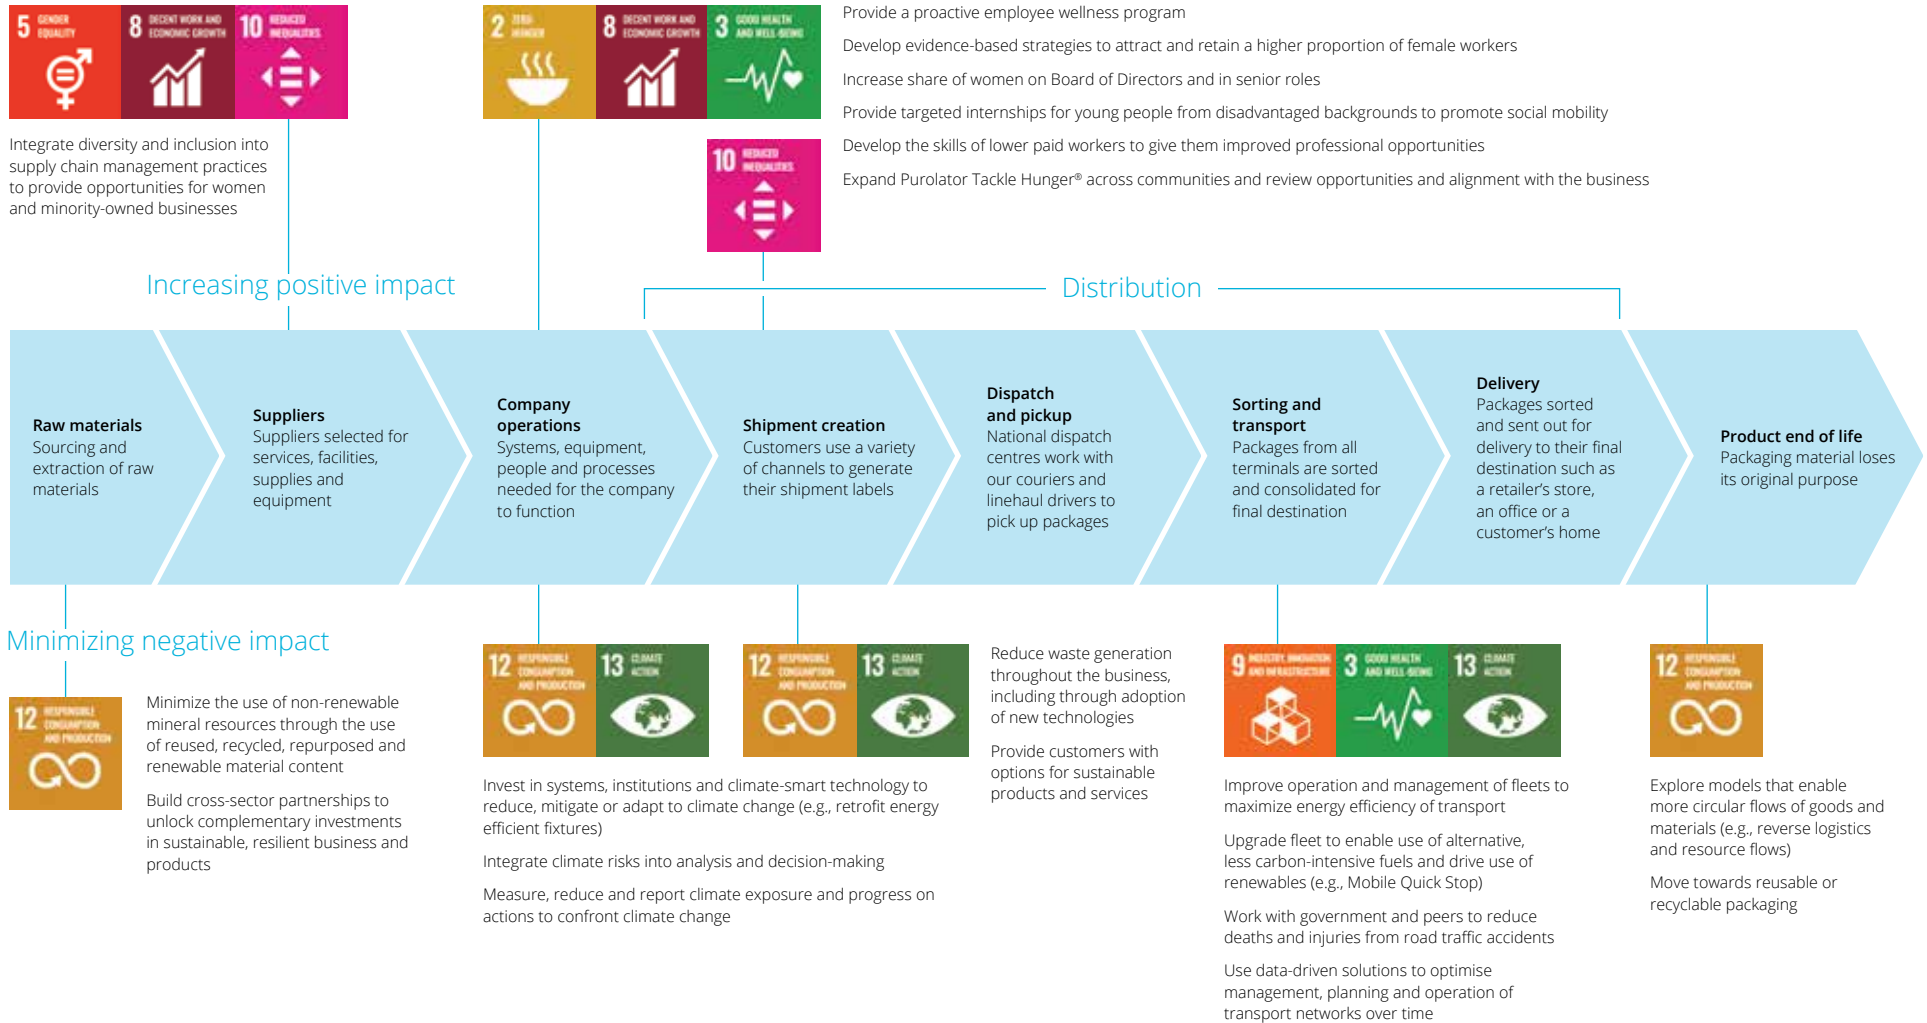 5 GENDER
EQUALITY
8 DECENT WORK AND
ECONOMIC GROWTH
10 REDUCED
INEQUALITIES
Integrate diversity and inclusion into
supply chain management practices
to provide opportunities for women
and minority-owned businesses
2 ZERO
HUNGER
8 DECENT WORK AND
ECONOMIC GROWTH
3 GOOD HEALTH
AND WELL-BEING
10 REDUCED
INEQUALITIES
Provide a proactive employee wellness program
Develop evidence-based strategies to attract and retain a higher proportion of female workers
Increase share of women on Board of Directors and in senior roles
Provide targeted internships for young people from disadvantaged backgrounds to promote social mobility
Develop the skills of lower paid workers to give them improved professional opportunities
Expand Purolator Tackle Hunger® across communities and review opportunities and alignment with the business
Increasing positive impact
Distribution
Raw materials
Sourcing and
extraction of raw
materials
Suppliers
Suppliers selected for
services, facilities,
supplies and
equipment
Company
operations
Systems, equipment,
people and processes
needed for the company
to function
Shipment creation
Customers use a variety
of channels to generate
their shipment labels
Dispatch
and pickup
National dispatch
centres work with
our couriers and
linehaul drivers to
pick up packages
Sorting and
transport
Packages from all
terminals are sorted
and consolidated for
final destination
Delivery
Packages sorted
and sent out for
delivery to their final
destination such as
a retailer's store,
an office or a
customer's home
Product end of life
Packaging material loses
its original purpose
Minimizing negative impact
12 RESPONSIBLE
CONSUMPTION
AND PRODUCTION
Minimize the use of non-renewable
mineral resources through the use
of reused, recycled, repurposed and
renewable material content
Build cross-sector partnerships to
unlock complementary investments
in sustainable, resilient business and
products
12 RESPONSIBLE
CONSUMPTION
AND PRODUCTION
13 CLIMATE
ACTION
12 RESPONSIBLE
CONSUMPTION
AND PRODUCTION
13 CLIMATE
ACTION
Invest in systems, institutions and climate-smart technology to
reduce, mitigate or adapt to climate change (e.g., retrofit energy
efficient fixtures)
Integrate climate risks into analysis and decision-making
Measure, reduce and report climate exposure and progress on
actions to confront climate change
Reduce waste generation
throughout the business,
including through adoption
of new technologies
Provide customers with
options for sustainable
products and services
9 INDUSTRY, INNOVATION
AND INFRASTRUCTURE
3 GOOD HEALTH
AND WELL-BEING
13 CLIMATE
ACTION
Improve operation and management of fleets to
maximize energy efficiency of transport
Upgrade fleet to enable use of alternative,
less carbon-intensive fuels and drive use of
renewables (e.g., Mobile Quick Stop)
Work with government and peers to reduce
deaths and injuries from road traffic accidents
Use data-driven solutions to optimise
management, planning and operation of
transport networks over time
12 RESPONSIBLE
CONSUMPTION
AND PRODUCTION
Explore models that enable
more circular flows of goods and
materials (e.g., reverse logistics
and resource flows)
Move towards reusable or
recyclable packaging